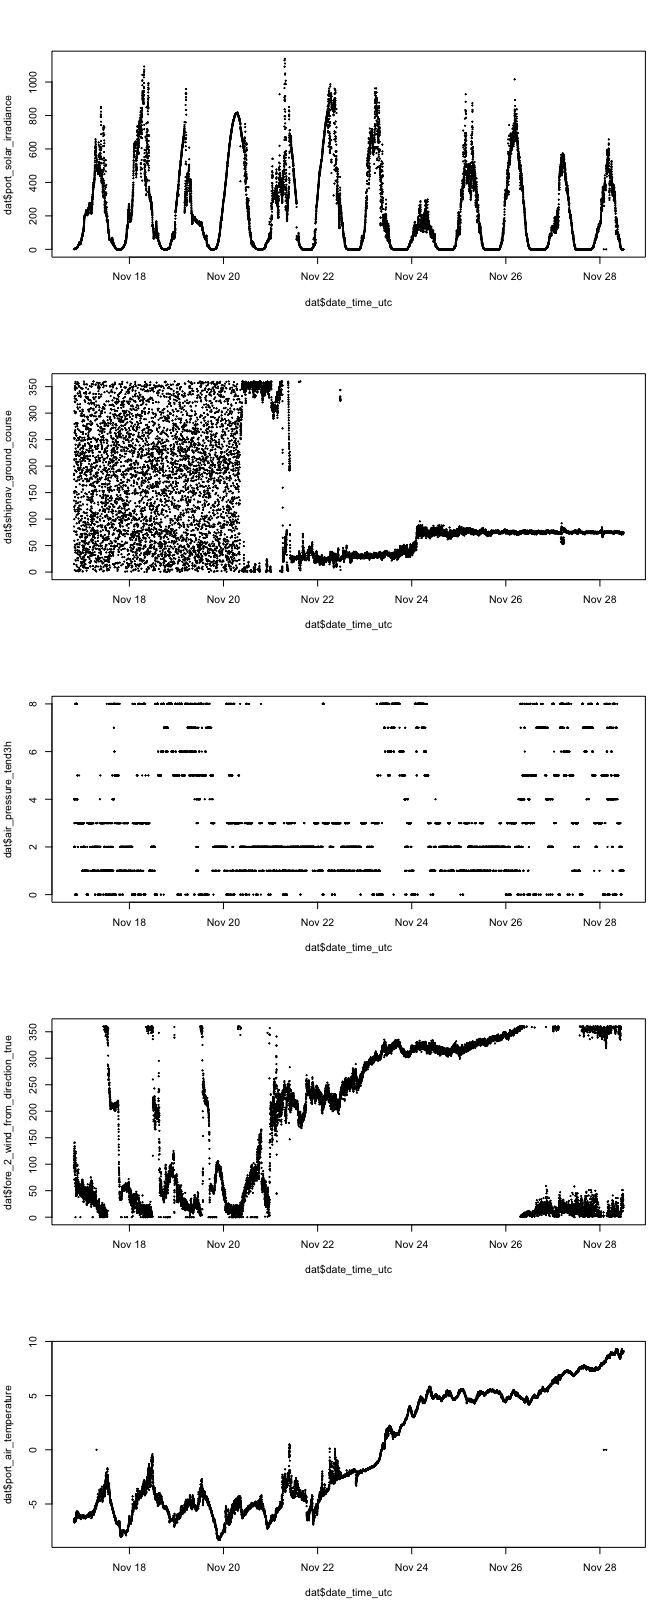 dat$port_solar_irradiance
0 200 400 600 800 1000
Nov 18 Nov 20 Nov 22 Nov 24 Nov 26 Nov 28
dat$date_time_utc
dat$shipnav_ground_course
0 50 100 150 200 250 300 350
Nov 18 Nov 20 Nov 22 Nov 24 Nov 26 Nov 28
dat$date_time_utc
dat$air_pressure_tend3h
0 2 4 6 8
Nov 18 Nov 20 Nov 22 Nov 24 Nov 26 Nov 28
dat$date_time_utc
dat$fore_2_wind_from_direction_true
0 50 100 150 200 250 300 350
Nov 18 Nov 20 Nov 22 Nov 24 Nov 26 Nov 28
dat$date_time_utc
dat$port_air_temperature
-5 0 5 10
Nov 18 Nov 20 Nov 22 Nov 24 Nov 26 Nov 28
dat$date_time_utc